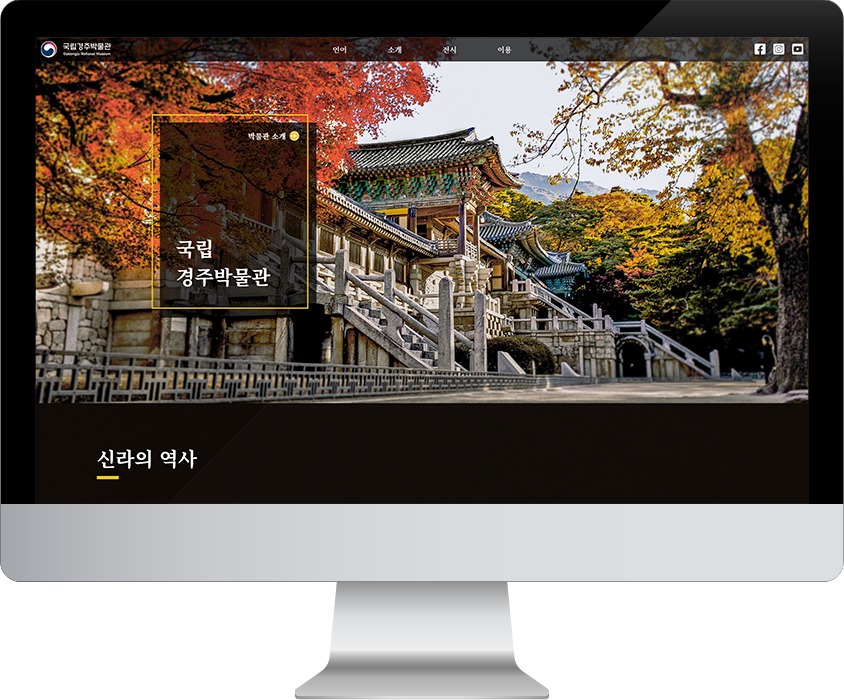 국립경주박물관
Gyeongju National Museum
언어
소개
전시
이용
박물관 소개
국립
경주박물관
신라의 역사